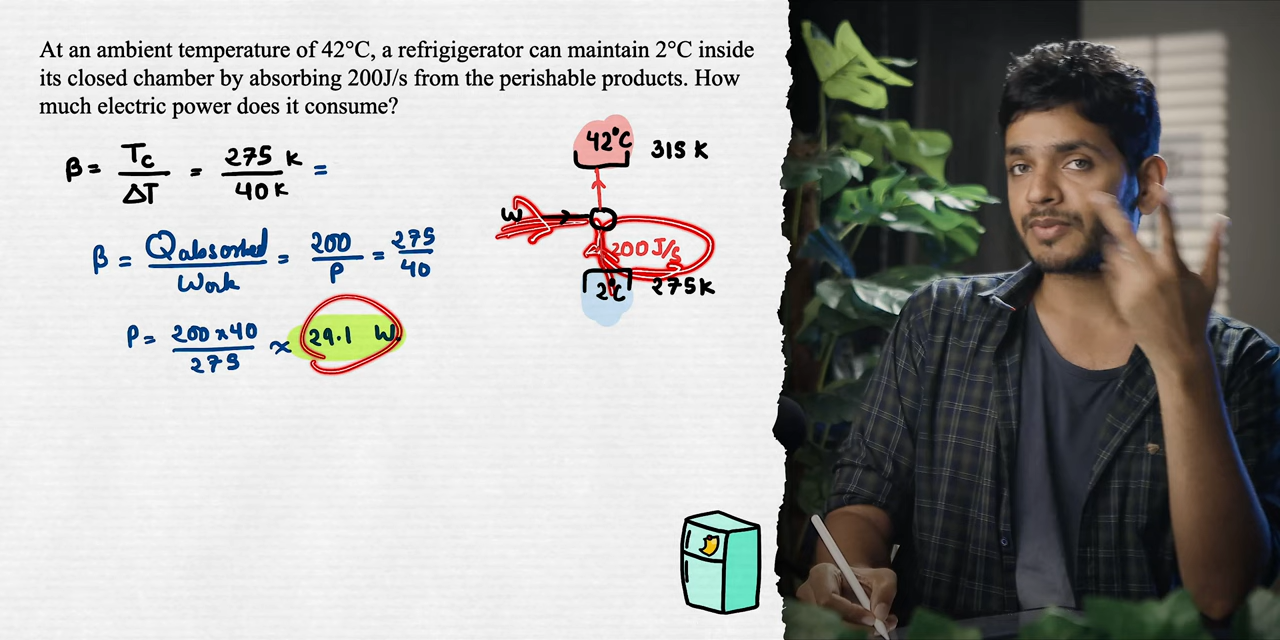 At an ambient temperature of 42°C, a refrigigerator can maintain 2°C inside
its closed chamber by absorbing 200J/s from the perishable products. How
much electric power does it consume?
β = Tc / ΔT = 275 K / 40 K =
β = Qabsorbed / Work = 200 / P = 275 / 40
P = 200 × 40 / 275 ≈ 29.1 W
42°C 315 K
W
200 J/s
2°C 275K